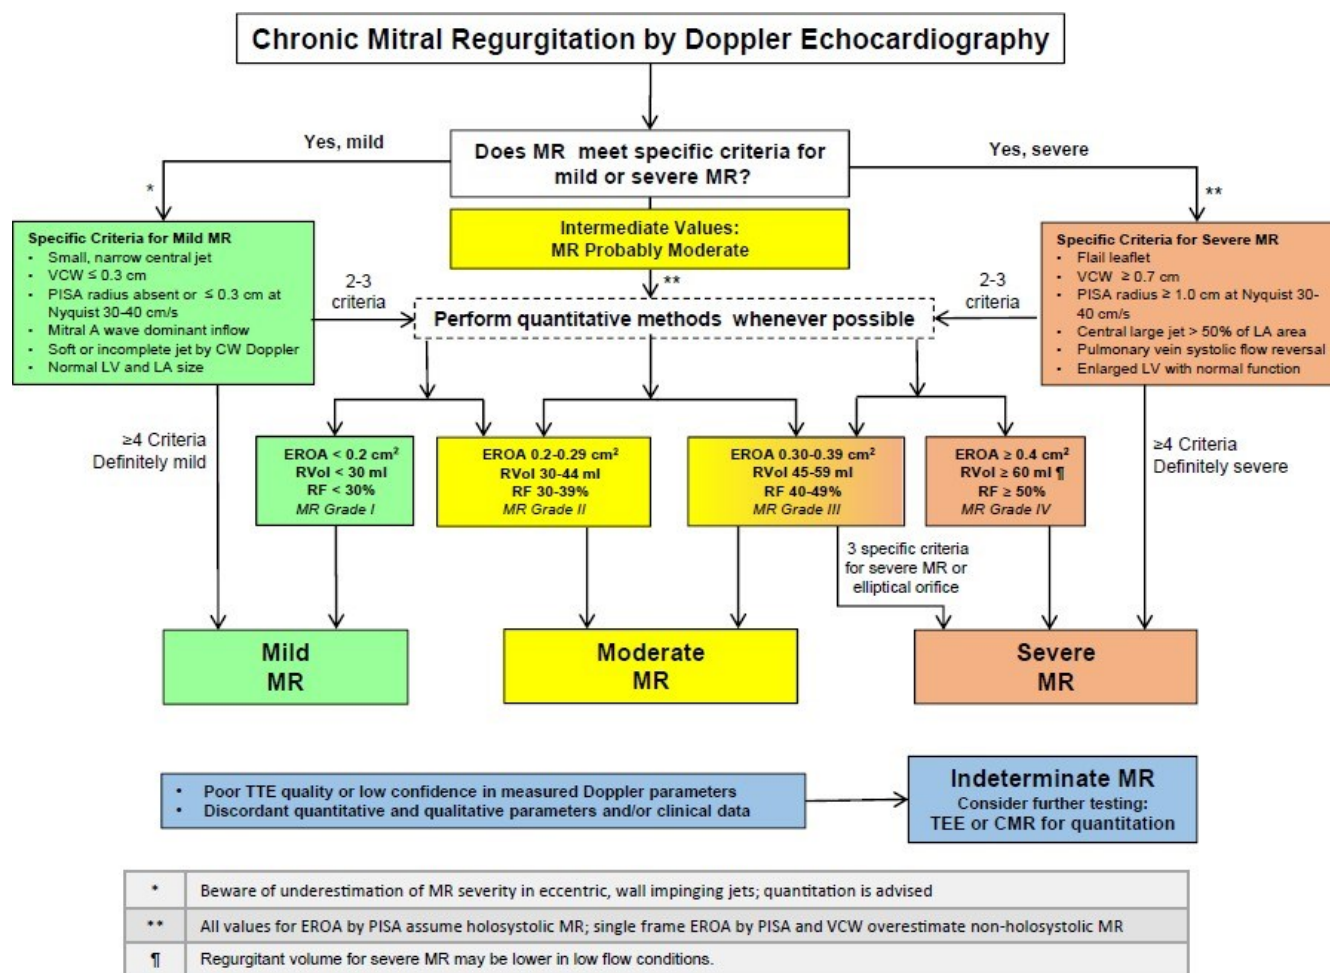 Chronic Mitral Regurgitation by Doppler Echocardiography
Yes, mild
Does MR meet specific criteria for
mild or severe MR?
Yes, severe
*
**
Intermediate Values:
MR Probably Moderate
**
Specific Criteria for Mild MR
• Small, narrow central jet
• VCW ≤ 0.3 cm
• PISA radius absent or ≤ 0.3 cm at
Nyquist 30-40 cm/s
• Mitral A wave dominant inflow
• Soft or incomplete jet by CW Doppler
• Normal LV and LA size
2-3
criteria
Perform quantitative methods whenever possible
2-3
criteria
Specific Criteria for Severe MR
• Flail leaflet
• VCW ≥ 0.7 cm
• PISA radius ≥ 1.0 cm at Nyquist 30-
40 cm/s
• Central large jet > 50% of LA area
• Pulmonary vein systolic flow reversal
• Enlarged LV with normal function
≥4 Criteria
Definitely mild
EROA < 0.2 cm²
RVol < 30 ml
RF < 30%
MR Grade I
EROA 0.2-0.29 cm²
RVol 30-44 ml
RF 30-39%
MR Grade II
EROA 0.30-0.39 cm²
RVol 45-59 ml
RF 40-49%
MR Grade III
EROA ≥ 0.4 cm²
RVol ≥ 60 ml ¶
RF ≥ 50%
MR Grade IV
≥4 Criteria
Definitely severe
3 specific criteria
for severe MR or
elliptical orifice
Mild
MR
Moderate
MR
Severe
MR
• Poor TTE quality or low confidence in measured Doppler parameters
• Discordant quantitative and qualitative parameters and/or clinical data
Indeterminate MR
Consider further testing:
TEE or CMR for quantitation
* Beware of underestimation of MR severity in eccentric, wall impinging jets; quantitation is advised
** All values for EROA by PISA assume holosystolic MR; single frame EROA by PISA and VCW overestimate non-holosystolic MR
¶ Regurgitant volume for severe MR may be lower in low flow conditions.